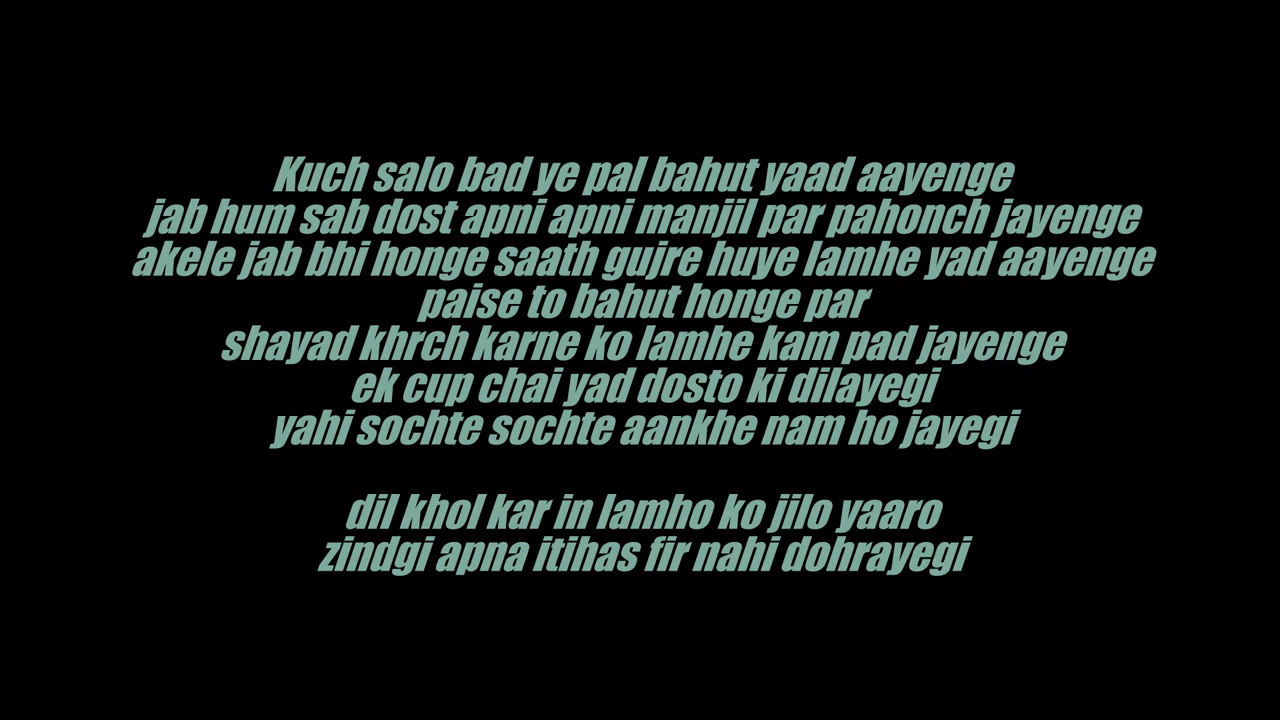 Kuch salo bad ye pal bahut yaad aayenge
jab hum sab dost apni apni manjil par pahonch jayenge
akele jab bhi honge saath gujre huye lamhe yad aayenge
paise to bahut honge par
shayad khrch karne ko lamhe kam pad jayenge
ek cup chai yad dosto ki dilayegi
yahi sochte sochte aankhe nam ho jayegi
dil khol kar in lamho ko jilo yaaro
zindgi apna itihas fir nahi dohrayegi